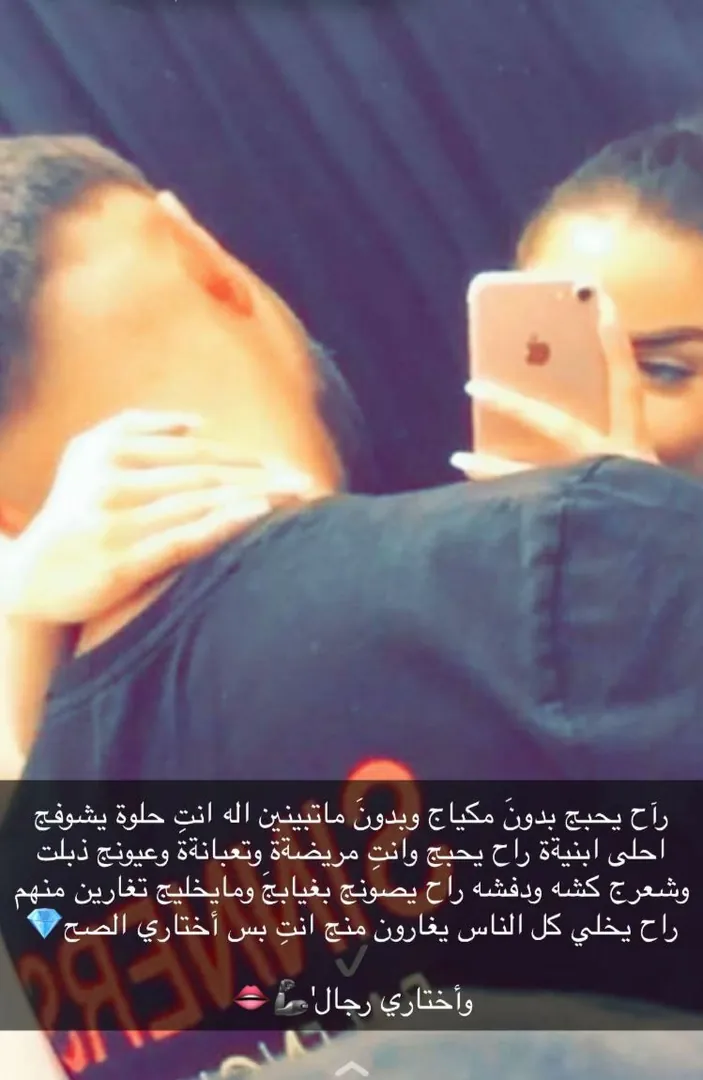 راَح يحبج بدونَ مكياج وبدونَ ماتبينين اله انتِ حلوة يشوفج
احلى ابنيةة راح يحبج وانتِ مريضةة وتعبانةة وعيونج ذبلت
وشعرج كشه ودفشه راح يصونج بغيابجَ ومايخليج تغارين منهم
راح يخلي كل الناس يغارون منج انتِ بس أختاري الصح💎
✓
وأختاري رجال'🦾👄
SINNERS